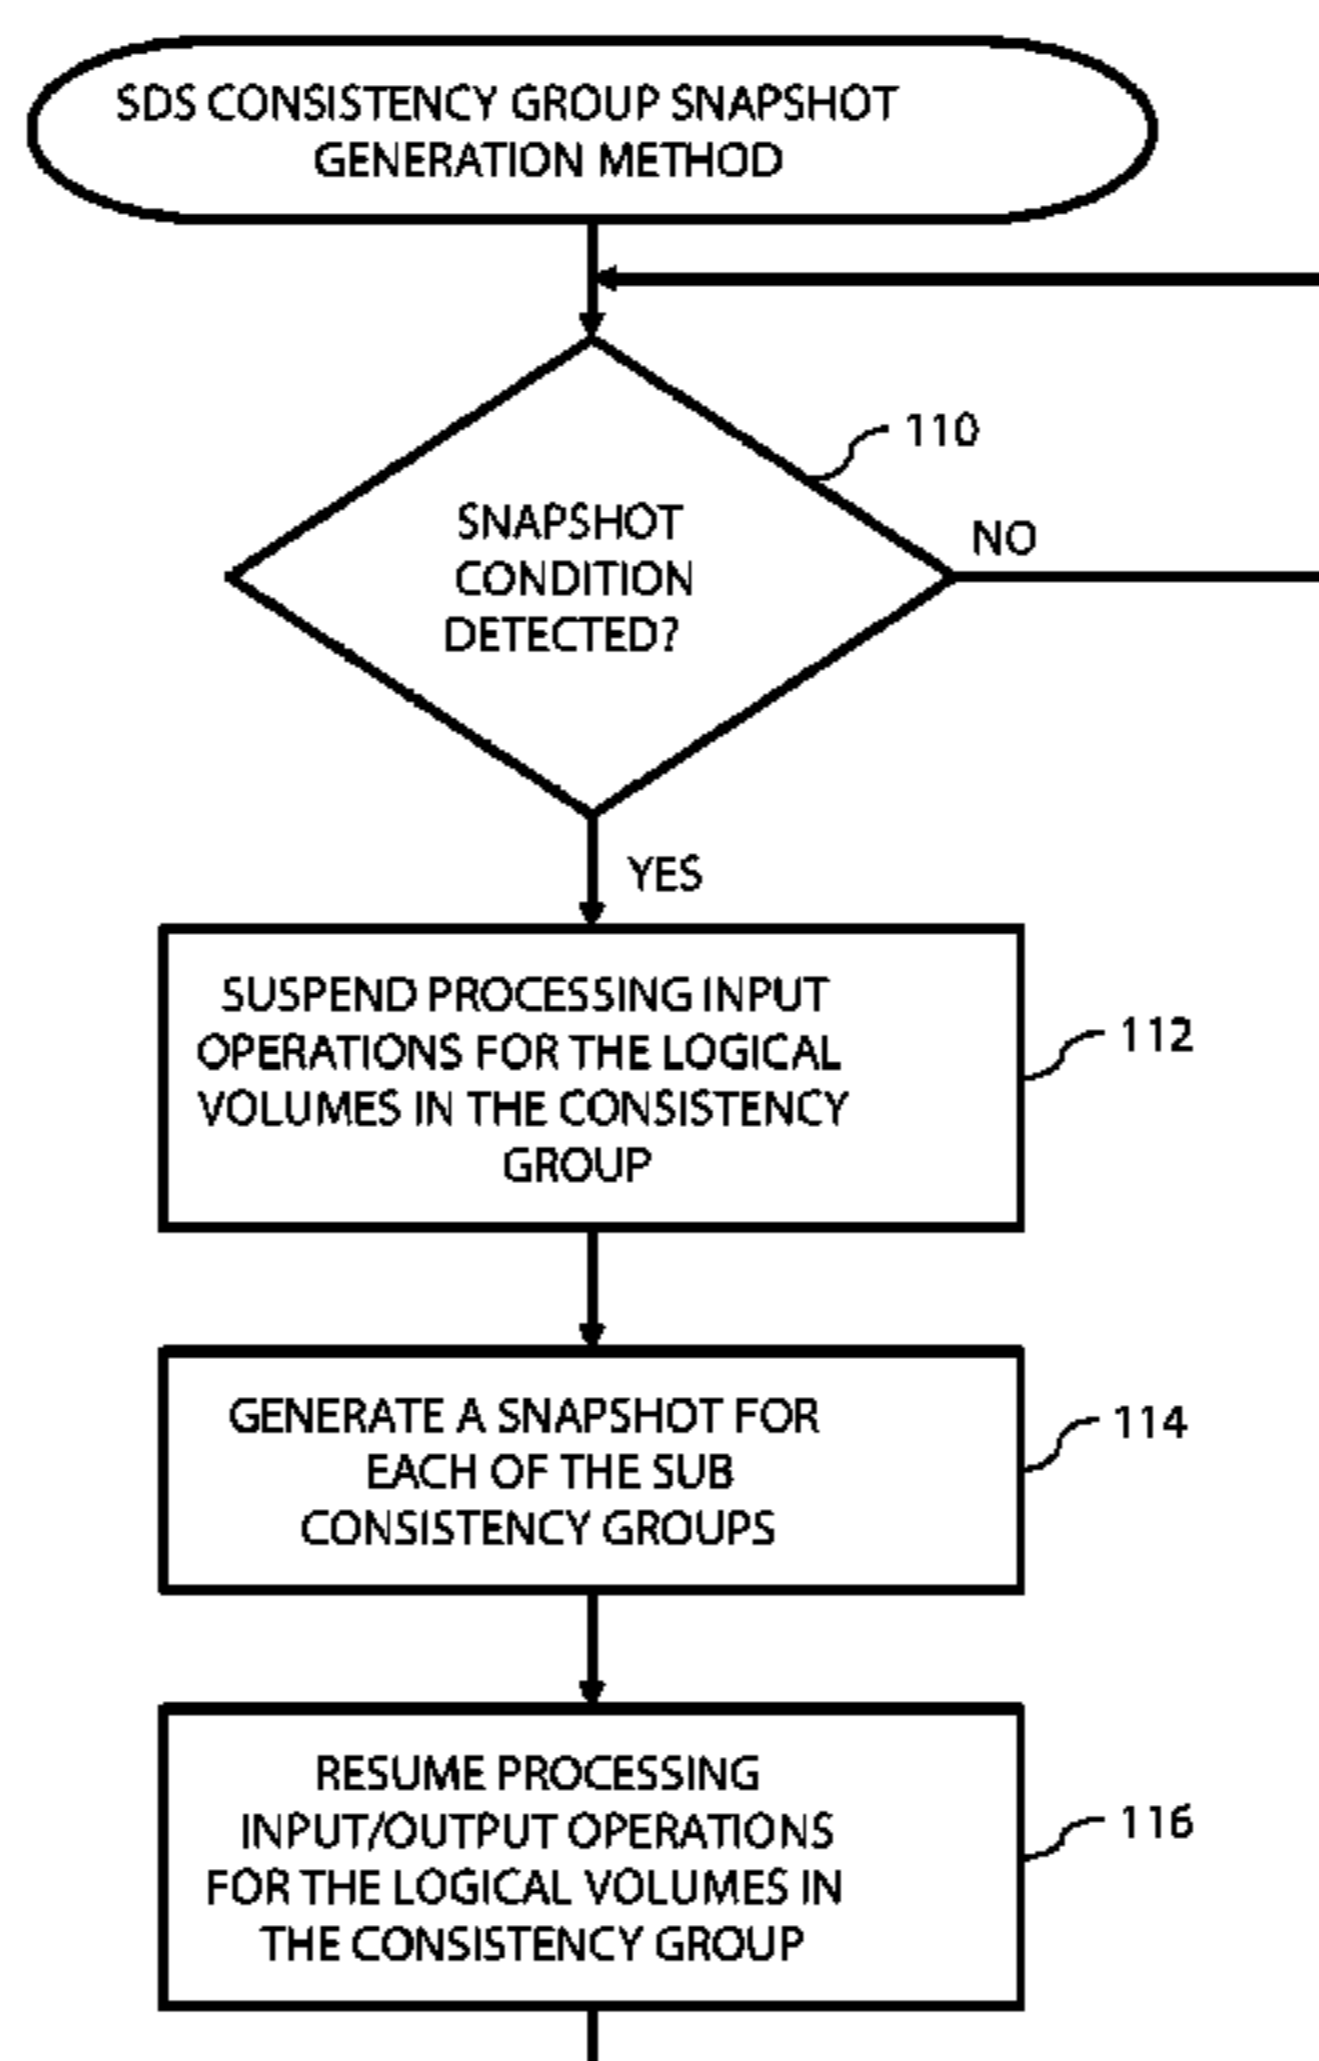 SDS CONSISTENCY GROUP SNAPSHOT
GENERATION METHOD
110
SNAPSHOT
CONDITION
DETECTED?
NO
YES
SUSPEND PROCESSING INPUT
OPERATIONS FOR THE LOGICAL
VOLUMES IN THE CONSISTENCY
GROUP
112
GENERATE A SNAPSHOT FOR
EACH OF THE SUB
CONSISTENCY GROUPS
114
RESUME PROCESSING
INPUT/OUTPUT OPERATIONS
FOR THE LOGICAL VOLUMES IN
THE CONSISTENCY GROUP
116